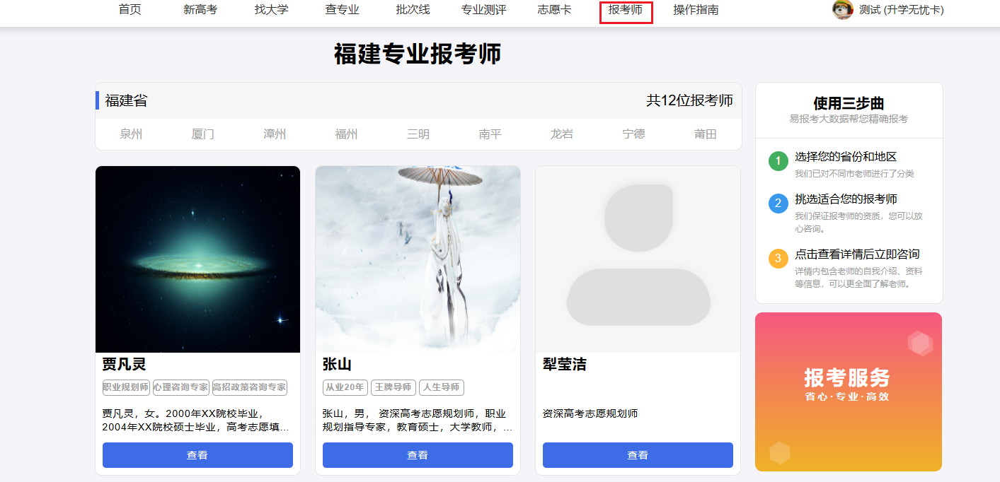 首页 新高考 找大学 查专业 批次线 专业测评 志愿卡 报考师 操作指南 测试 (升学无忧卡)
福建专业报考师
福建省 共12位报考师
泉州 厦门 漳州 福州 三明 南平 龙岩 宁德 莆田
贾凡灵
职业规划师 心理咨询专家 高招政策咨询专家
贾凡灵，女。2000年XX院校毕业，
2004年XX院校硕士毕业，高考志愿填...
查看
张山
从业20年 王牌导师 人生导师
张山，男， 资深高考志愿规划师，职业
规划指导专家，教育硕士，大学教师，...
查看
犁莹洁
资深高考志愿规划师
查看
使用三步曲
易报考大数据帮您精确报考
1 选择您的省份和地区
我们已对不同市老师进行了分类
2 挑选适合您的报考师
我们保证报考师的资质，您可以放
心咨询。
3 点击查看详情后立即咨询
详情内包含老师的自我介绍、资料
等信息，可以更全面了解老师。
报考服务
省心·专业·高效